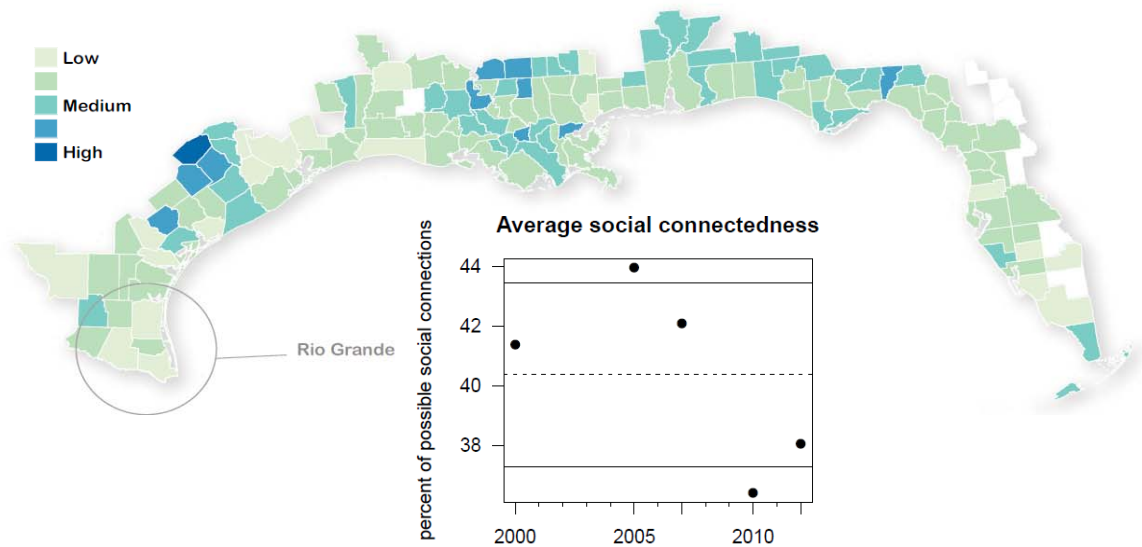 Low
Medium
High
Rio Grande
Average social connectedness
percent of possible social connections
44
42
40
38
2000
2005
2010